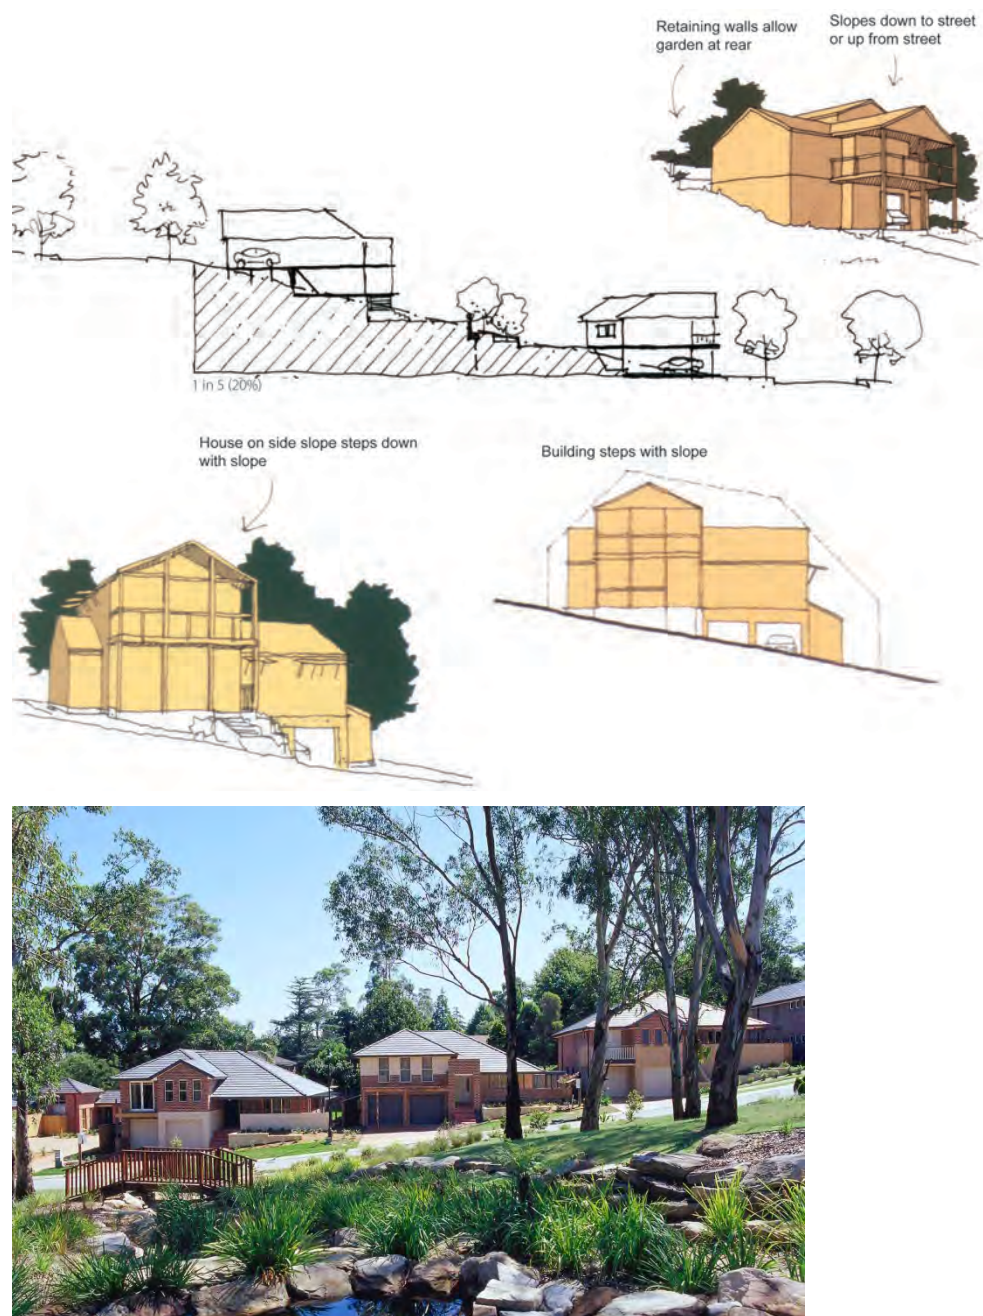 Retaining walls allow
garden at rear
Slopes down to street
or up from street
1 in 5 (20%)
House on side slope steps down
with slope
Building steps with slope